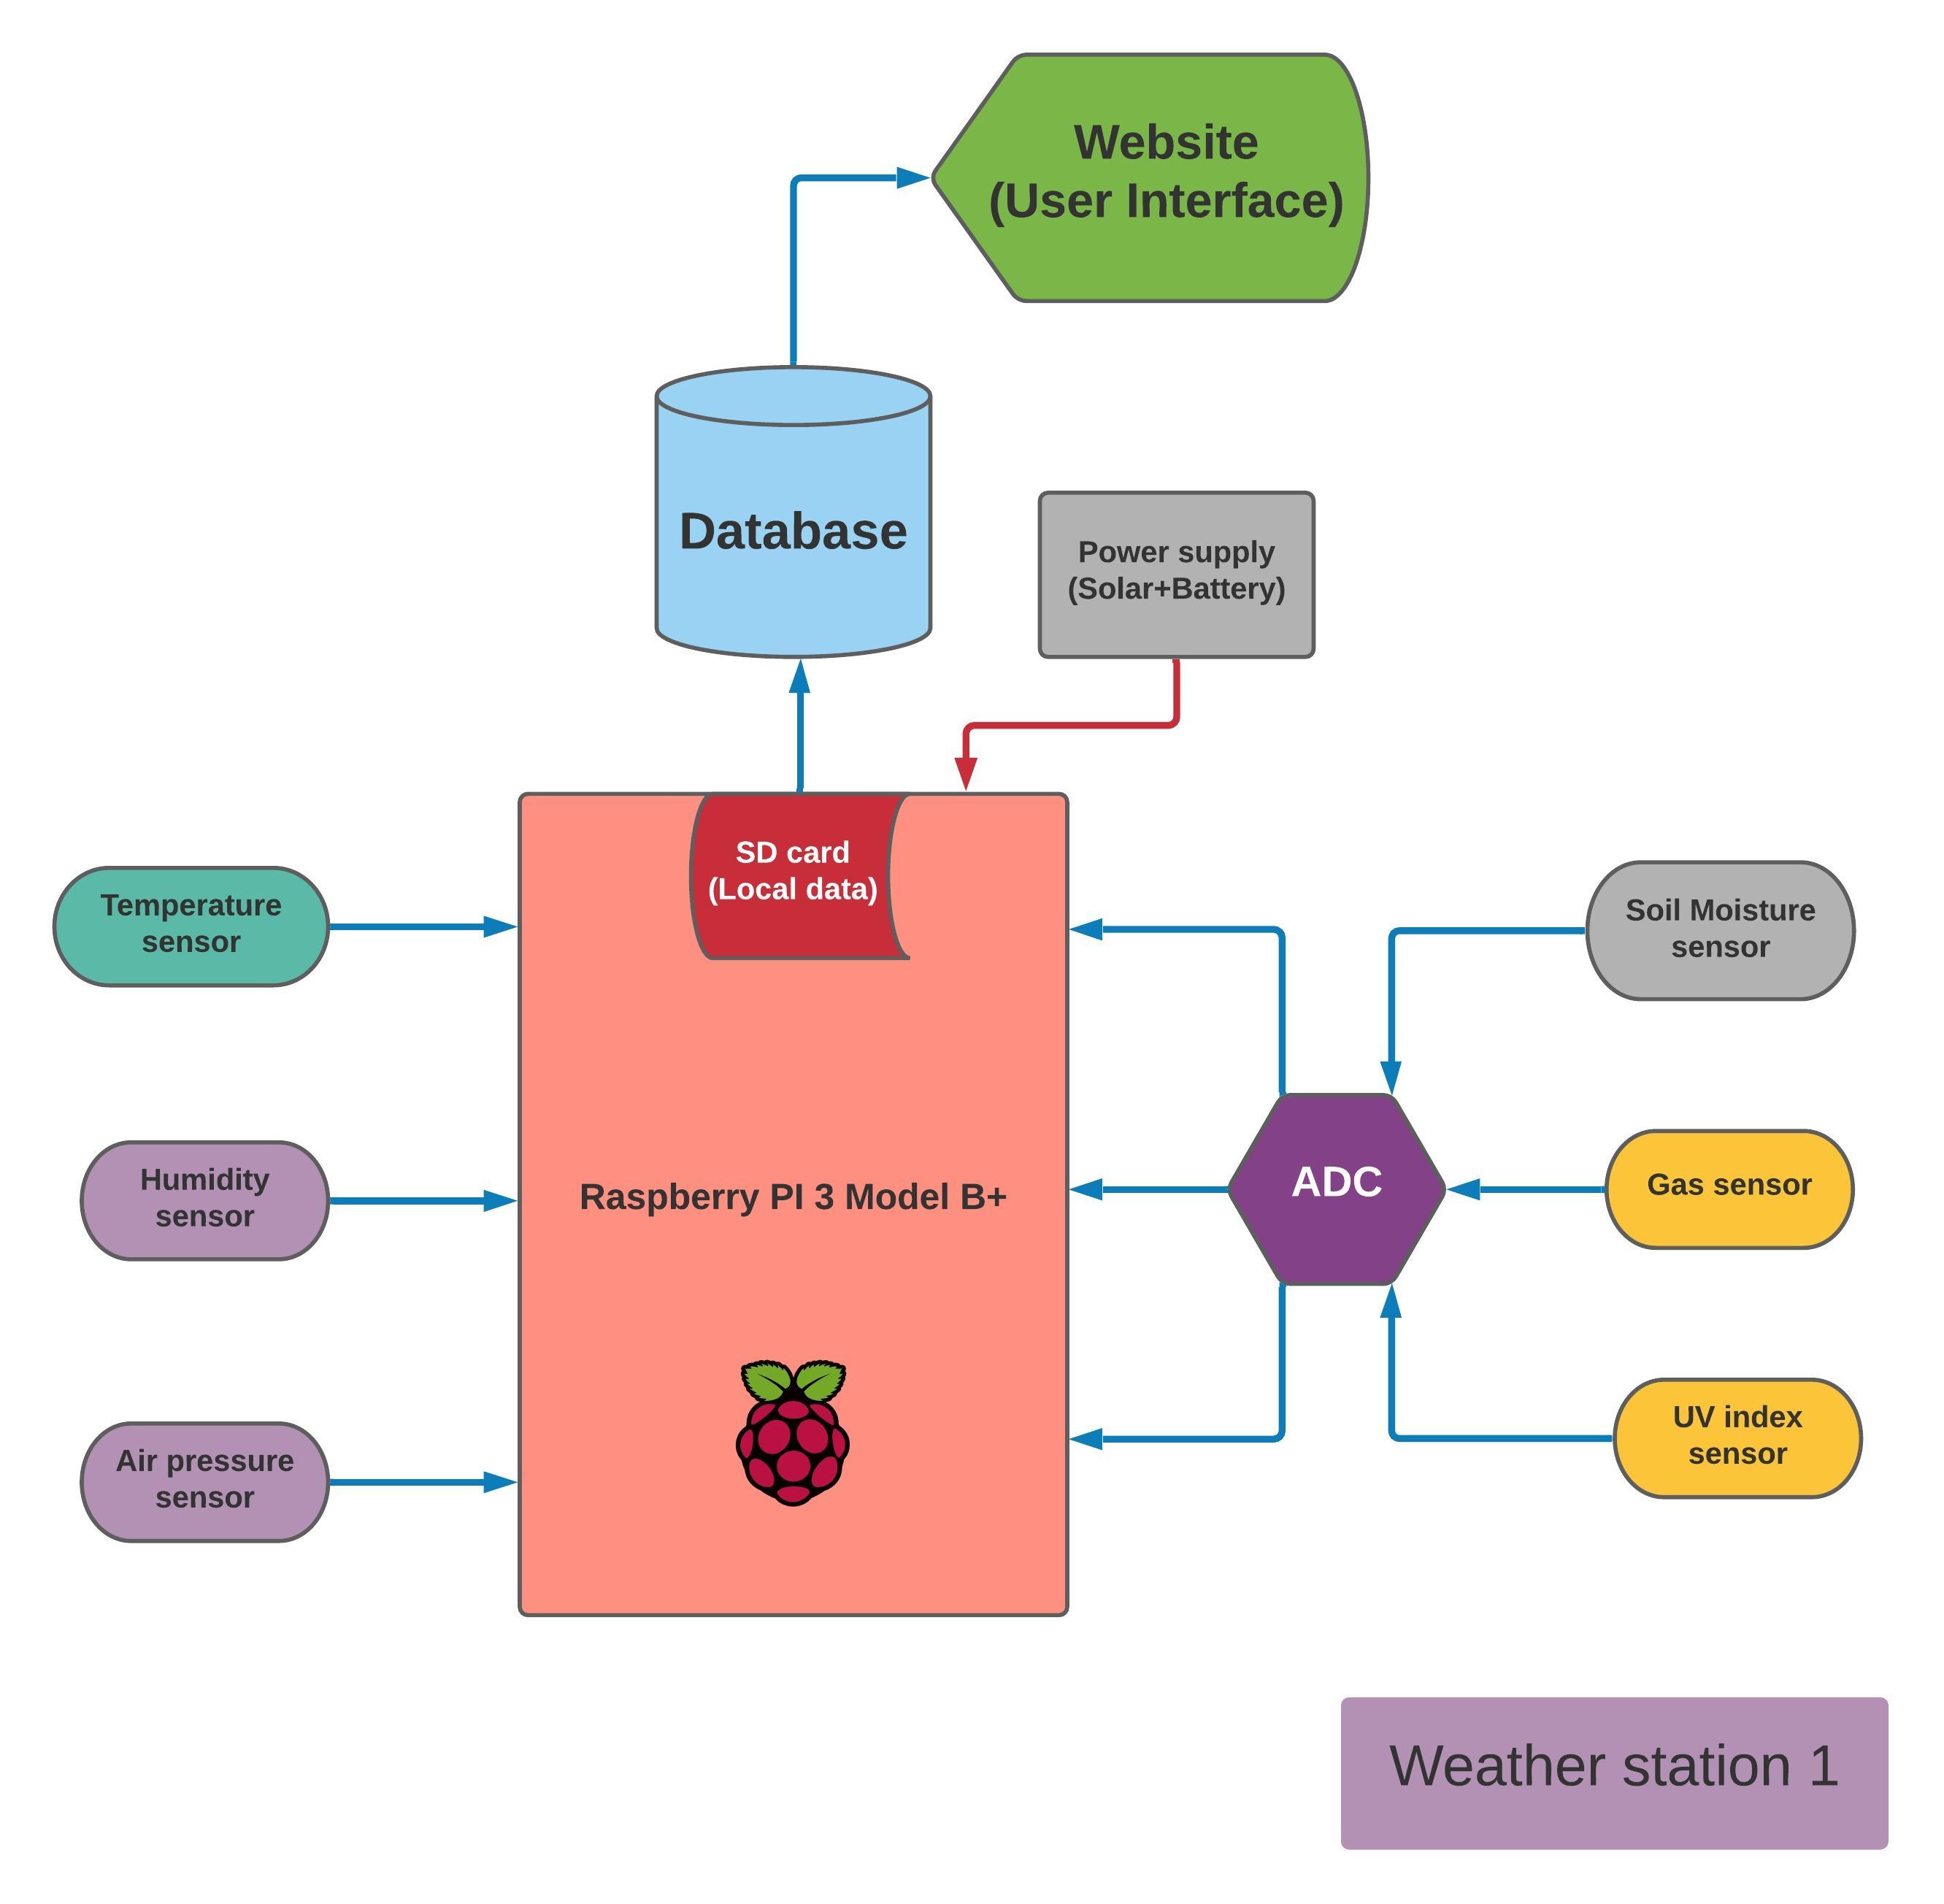 Website
(User Interface)
Database
Power supply
(Solar+Battery)
SD card
(Local data)
Temperature
sensor
Soil Moisture
sensor
Humidity
sensor
Raspberry PI 3 Model B+
ADC
Gas sensor
Air pressure
sensor
UV index
sensor
Weather station 1